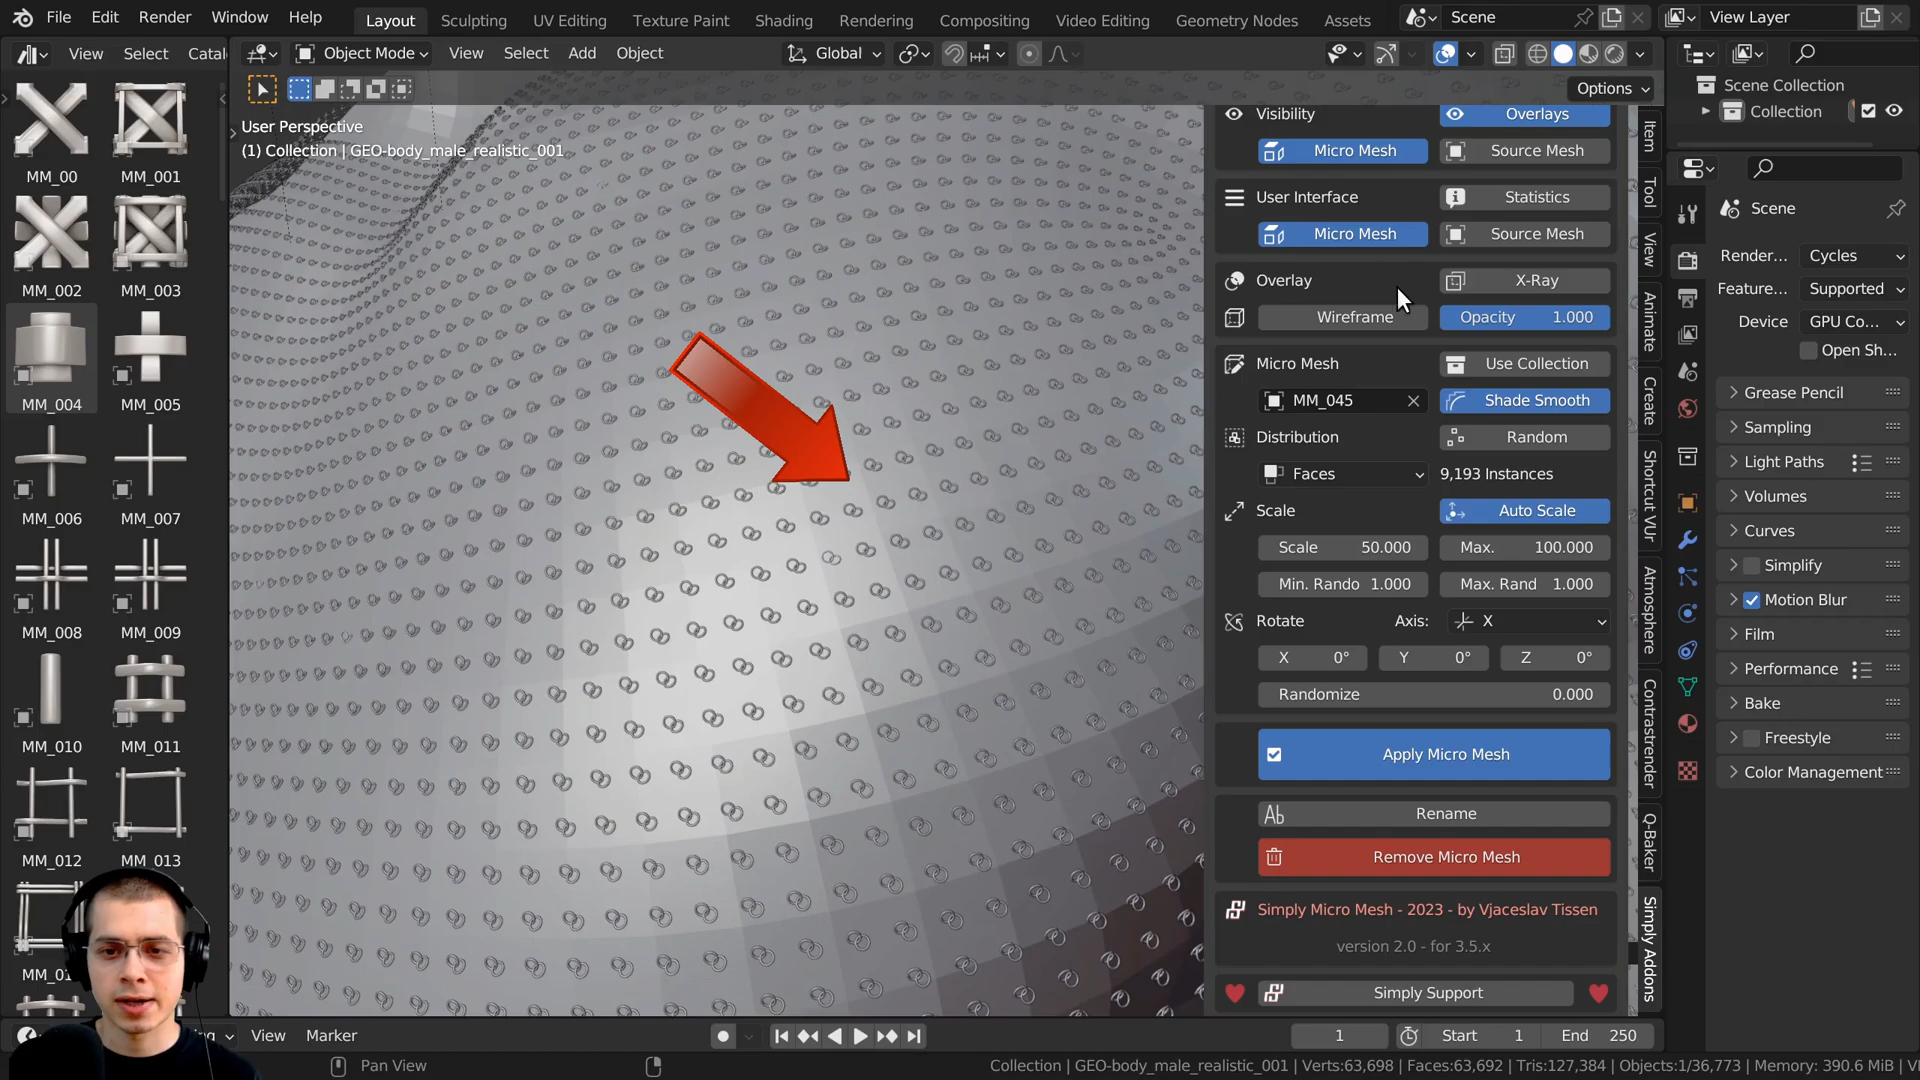 File Edit Render Window Help Layout Sculpting UV Editing Texture Paint Shading Rendering Compositing Video Editing Geometry Nodes Assets Scene View Layer
View Select Catal Object Mode View Select Add Object Global
Options
User Perspective
(1) Collection | GEO-body_male_realistic_001
MM_00 MM_001
MM_002 MM_003
MM_004 MM_005
MM_006 MM_007
MM_008 MM_009
MM_010 MM_011
MM_012 MM_013
Visibility Overlays
Micro Mesh Source Mesh
User Interface Statistics
Micro Mesh Source Mesh
Overlay X-Ray
Wireframe Opacity 1.000
Micro Mesh Use Collection
MM_045 Shade Smooth
Distribution Random
Faces 9,193 Instances
Scale Auto Scale
Scale 50.000 Max. 100.000
Min. Rando 1.000 Max. Rand 1.000
Rotate Axis: X
X 0° Y 0° Z 0°
Randomize 0.000
Apply Micro Mesh
Ab Rename
Remove Micro Mesh
Simply Micro Mesh - 2023 - by Vjaceslav Tissen
version 2.0 - for 3.5.x
Simply Support
Item
Tool
View
Animate
Create
Shortcut VUr
Atmosphere
Contrastrender
Q-Baker
Simply Addons
Scene Collection
Collection
Scene
Render... Cycles
Feature... Supported
Device GPU Co...
Open Sh...
Grease Pencil
Sampling
Light Paths
Volumes
Curves
Simplify
Motion Blur
Film
Performance
Bake
Freestyle
Color Management
View Marker 1 Start 1 End 250
Pan View Collection | GEO-body_male_realistic_001 | Verts:63,698 | Faces:63,692 | Tris:127,384 | Objects:1/36,773 | Memory: 390.6 MiB | V